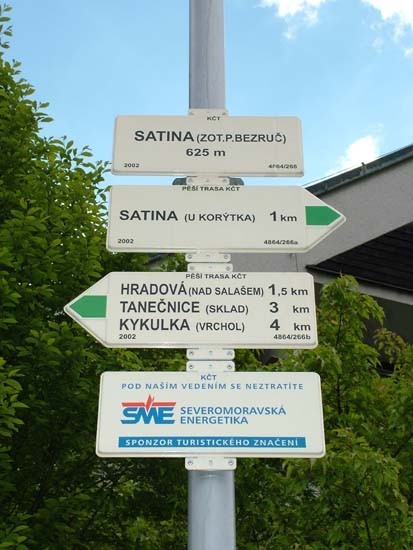 KČT
SATINA (ZOT.P.BEZRUČ)
625 m
2002 4864/266
PĚŠÍ TRASA KČT
SATINA (U KORÝTKA) 1 km
2002 4864/266a
PĚŠÍ TRASA KČT
HRADOVÁ (NAD SALAŠEM) 1,5 km
TANEČNICE (SKLAD) 3 km
KYKULKA (VRCHOL) 4 km
2002 4864/266b
KČT
POD NAŠÍM VEDENÍM SE NEZTRATÍTE
SME SEVEROMORAVSKÁ
ENERGETIKA
SPONZOR TURISTICKÉHO ZNAČENÍ